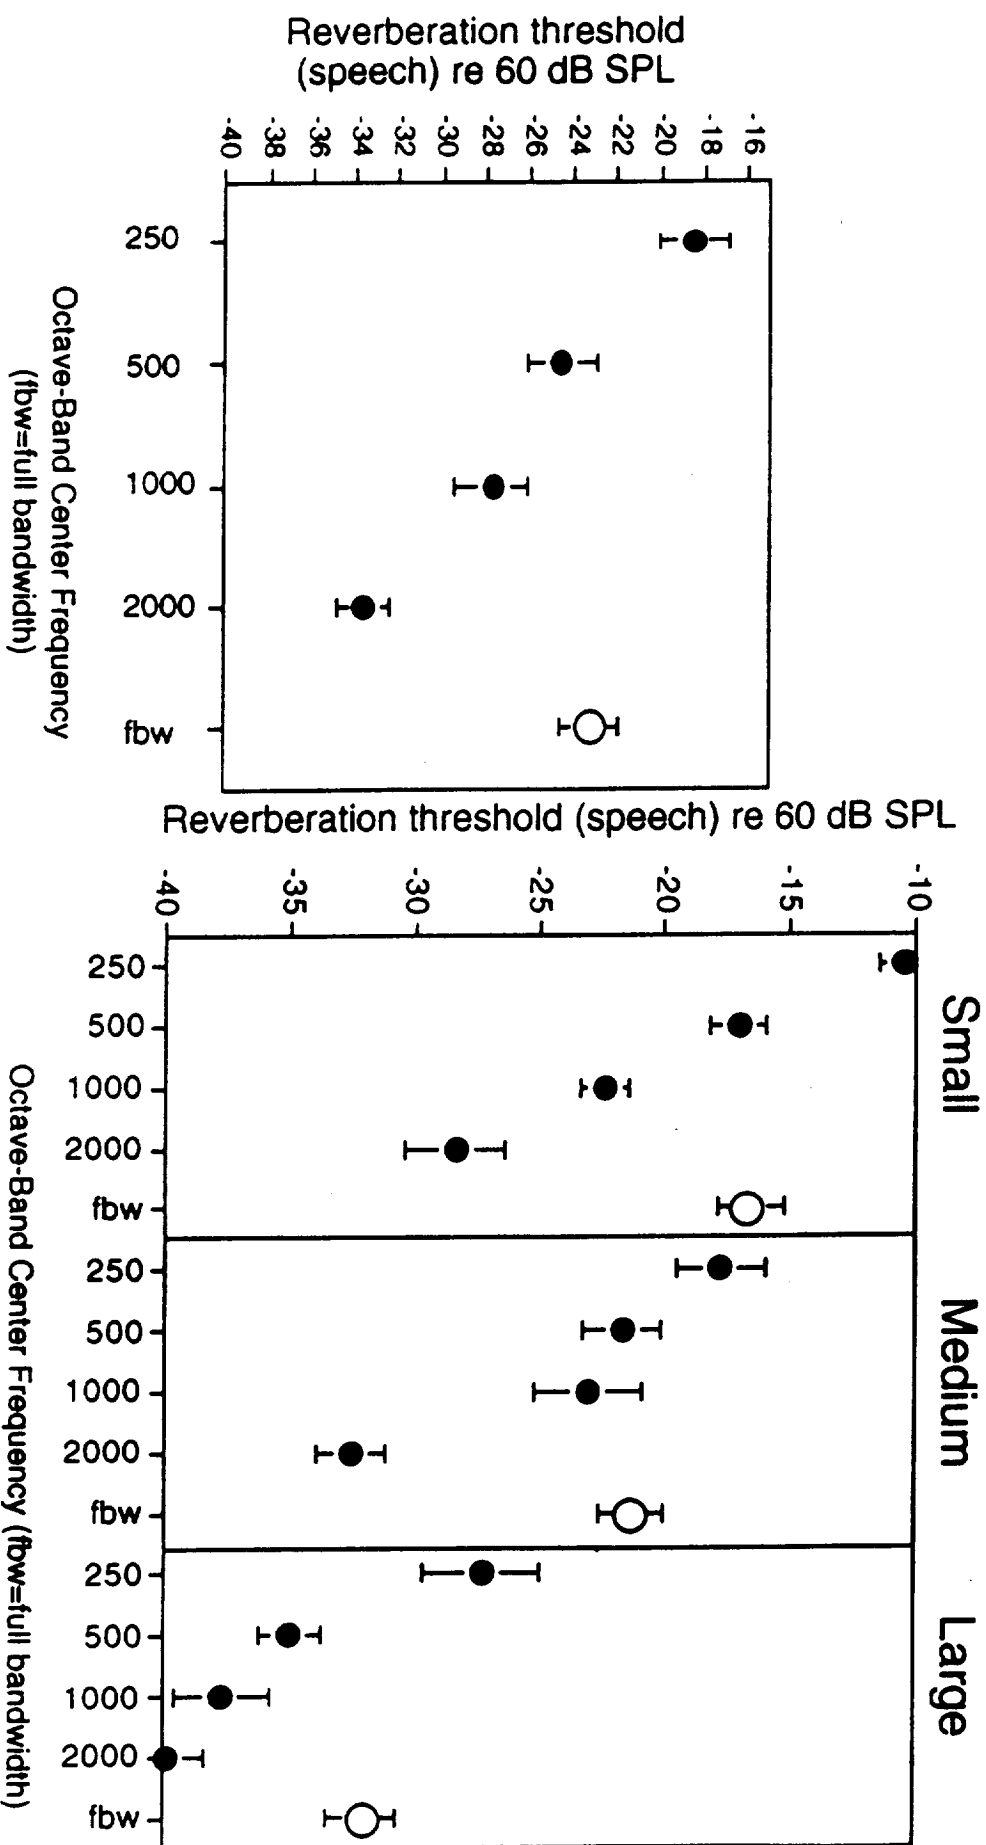 Reverberation threshold
(speech) re 60 dB SPL
-40 -38 -36 -34 -32 -30 -28 -26 -24 -22 -20 -18 -16
250
500
1000
2000
fbw
Octave-Band Center Frequency
(fbw=full bandwidth)
Reverberation threshold (speech) re 60 dB SPL
-40 -35 -30 -25 -20 -15 -10
Small
250
500
1000
2000
fbw
Medium
250
500
1000
2000
fbw
Large
250
500
1000
2000
fbw
Octave-Band Center Frequency (fbw=full bandwidth)